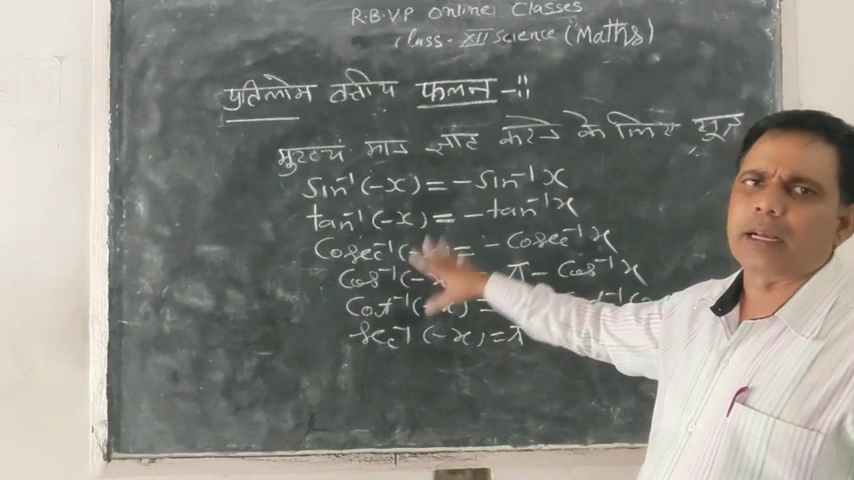 R.B.V.P Online Classes
Class - XII Science (Maths)
प्रतिलोम वृत्तीय फलन -:
मुख्य मान ज्ञात करने के लिए सूत्र
sin⁻¹(-x) = -sin⁻¹x
tan⁻¹(-x) = -tan⁻¹x
Cosec⁻¹( = -Cosec⁻¹x
Cos⁻¹(-x π - Cos⁻¹x
Cot⁻¹( x) =
Sec⁻¹(-x) = π